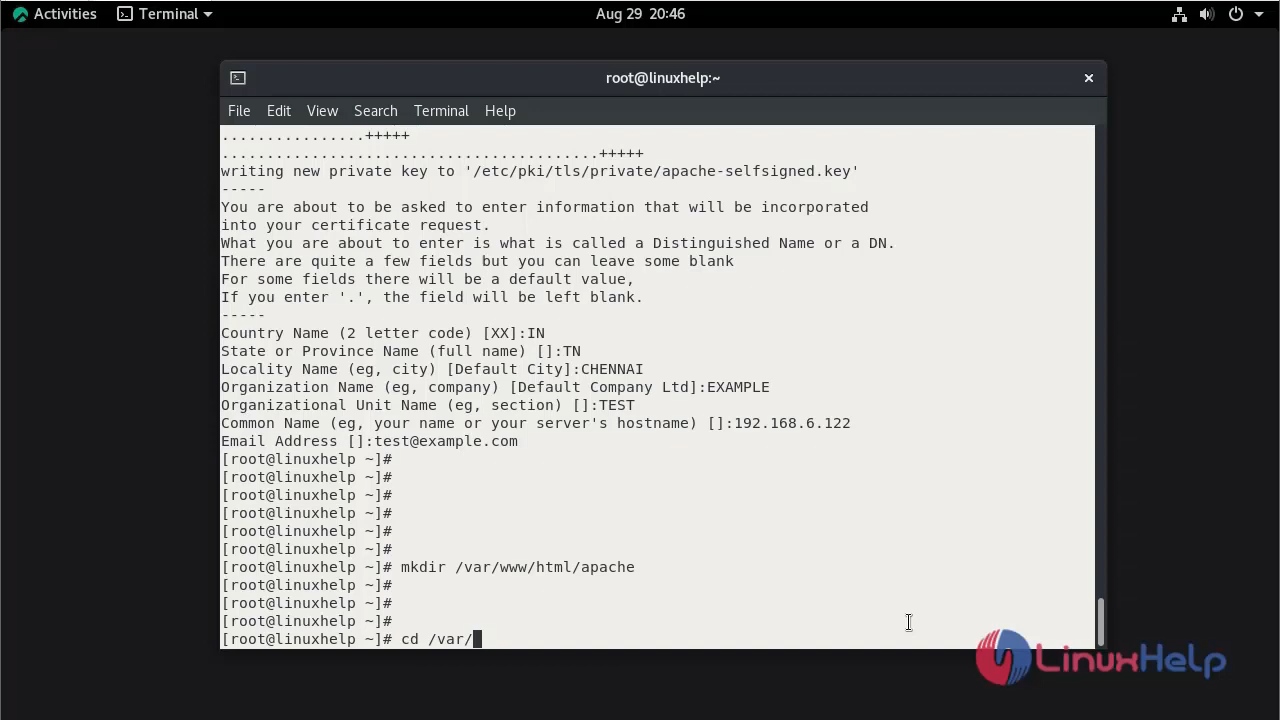 Activities Terminal Aug 29 20:46
root@linuxhelp:~
File Edit View Search Terminal Help
................+++++
..........................................+++++
writing new private key to '/etc/pki/tls/private/apache-selfsigned.key'
-----
You are about to be asked to enter information that will be incorporated
into your certificate request.
What you are about to enter is what is called a Distinguished Name or a DN.
There are quite a few fields but you can leave some blank
For some fields there will be a default value,
If you enter '.', the field will be left blank.
-----
Country Name (2 letter code) [XX]:IN
State or Province Name (full name) []:TN
Locality Name (eg, city) [Default City]:CHENNAI
Organization Name (eg, company) [Default Company Ltd]:EXAMPLE
Organizational Unit Name (eg, section) []:TEST
Common Name (eg, your name or your server's hostname) []:192.168.6.122
Email Address []:test@example.com
[root@linuxhelp ~]#
[root@linuxhelp ~]#
[root@linuxhelp ~]#
[root@linuxhelp ~]#
[root@linuxhelp ~]#
[root@linuxhelp ~]#
[root@linuxhelp ~]# mkdir /var/www/html/apache
[root@linuxhelp ~]#
[root@linuxhelp ~]#
[root@linuxhelp ~]#
[root@linuxhelp ~]# cd /var/
LinuxHelp